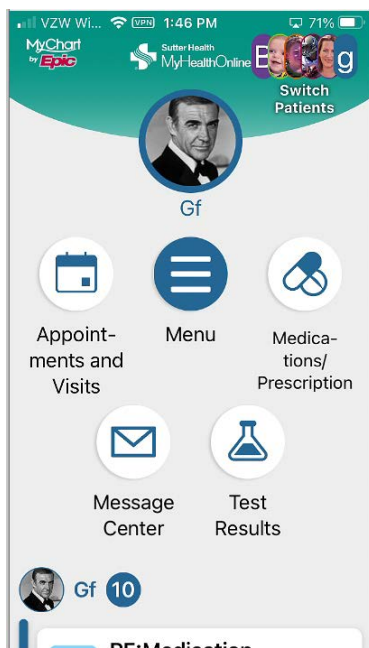 VZW Wi... VPN 1:46 PM 71%
MyChart
by Epic
Sutter Health
MyHealthOnline
B g
Switch
Patients
Gf
Appoint-
ments and
Visits
Menu
Medica-
tions/
Prescription
Message
Center
Test
Results
Gf 10
RE:Medication